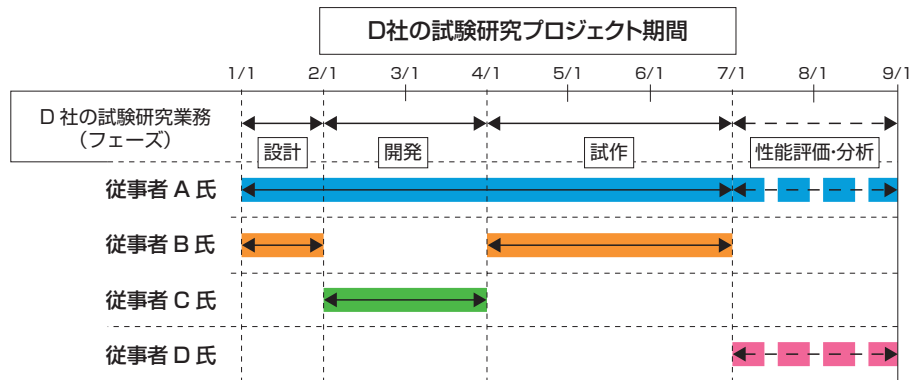 D社の試験研究プロジェクト期間
1/1 2/1 3/1 4/1 5/1 6/1 7/1 8/1 9/1
D 社の試験研究業務
（フェーズ）
設計 開発 試作 性能評価・分析
従事者 A 氏
従事者 B 氏
従事者 C 氏
従事者 D 氏